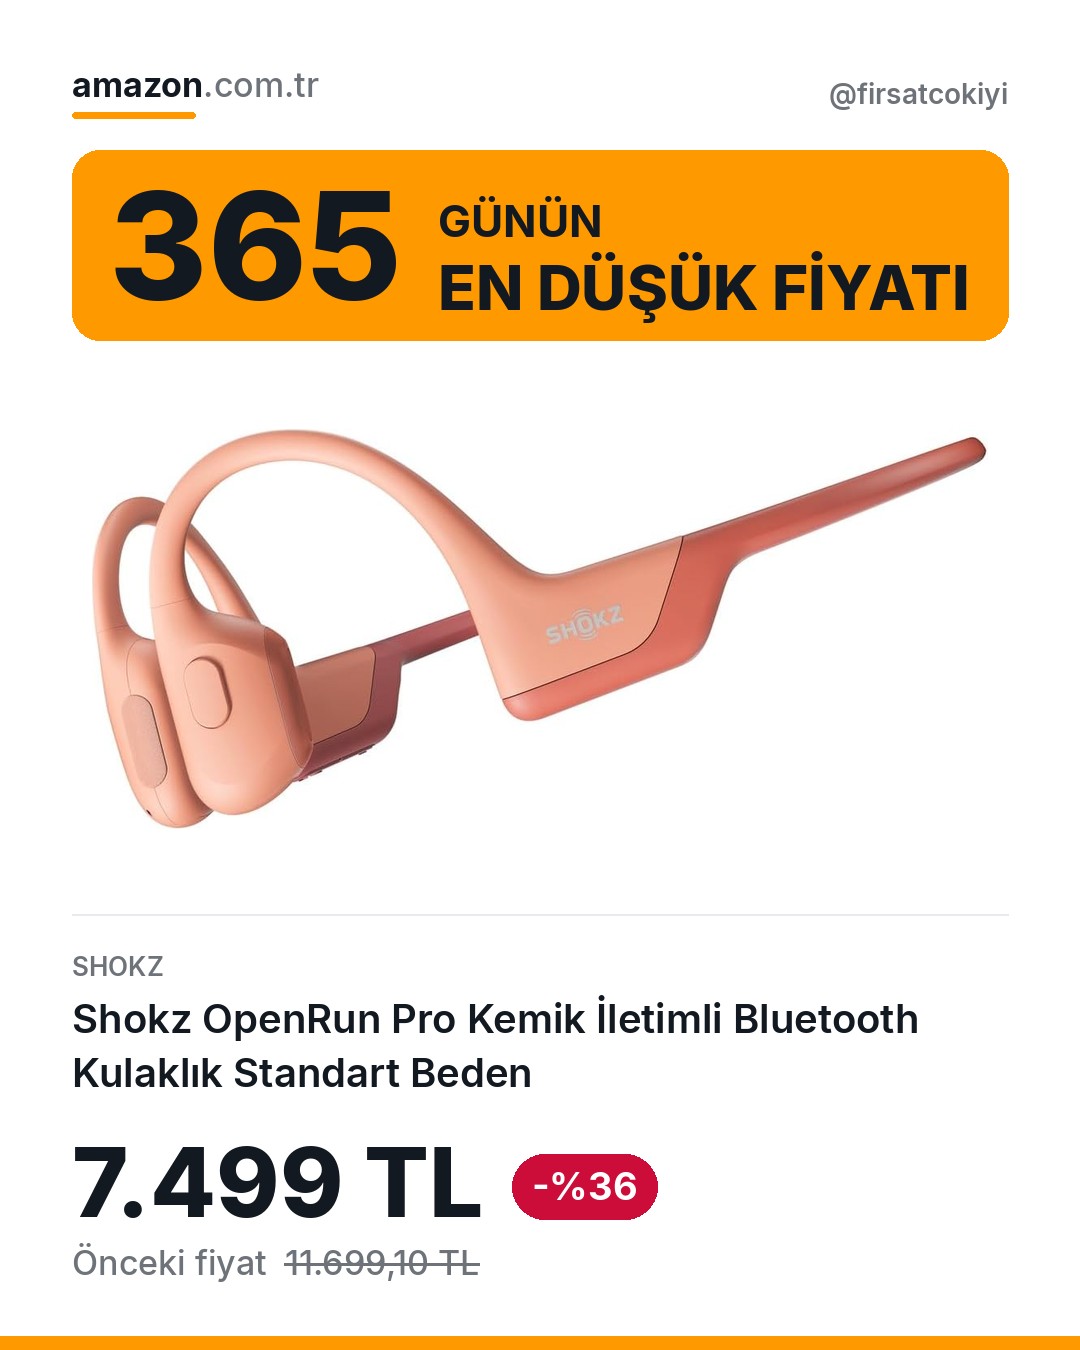 amazon.com.tr
@firsatcokiyi
365
GÜNÜN
EN DÜŞÜK FİYATI
SHOKZ
SHOKZ
Shokz OpenRun Pro Kemik İletimli Bluetooth
Kulaklık Standart Beden
7.499 TL
-%36
Önceki fiyat 11.699,10 TL